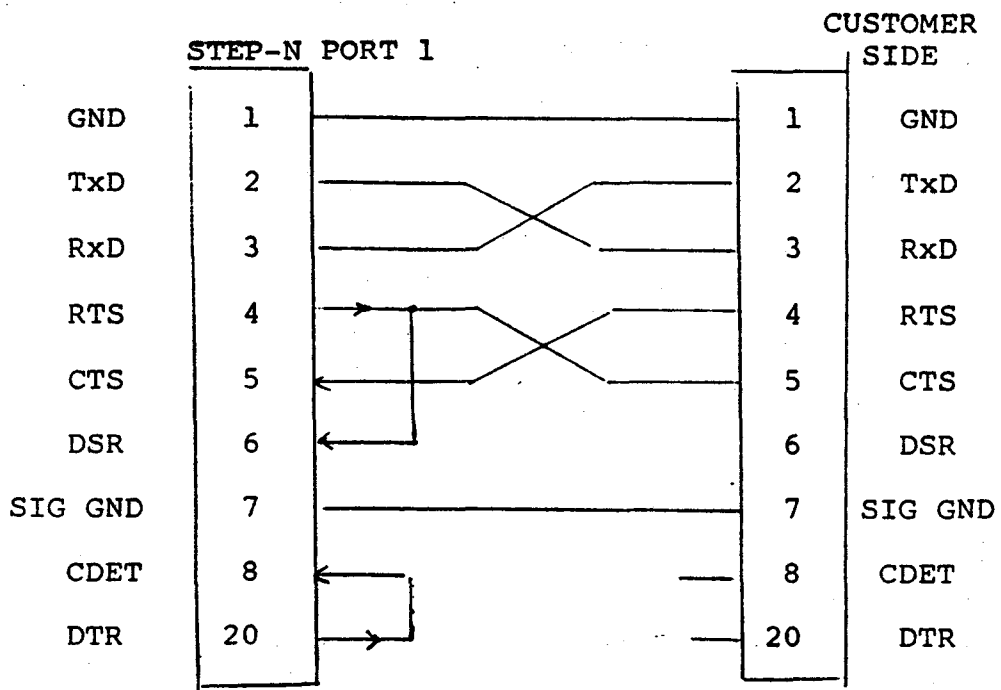 CUSTOMER
SIDE
STEP-N PORT 1
GND 1 1 GND
TxD 2 2 TxD
RxD 3 3 RxD
RTS 4 4 RTS
CTS 5 5 CTS
DSR 6 6 DSR
SIG GND 7 7 SIG GND
CDET 8 8 CDET
DTR 20 20 DTR